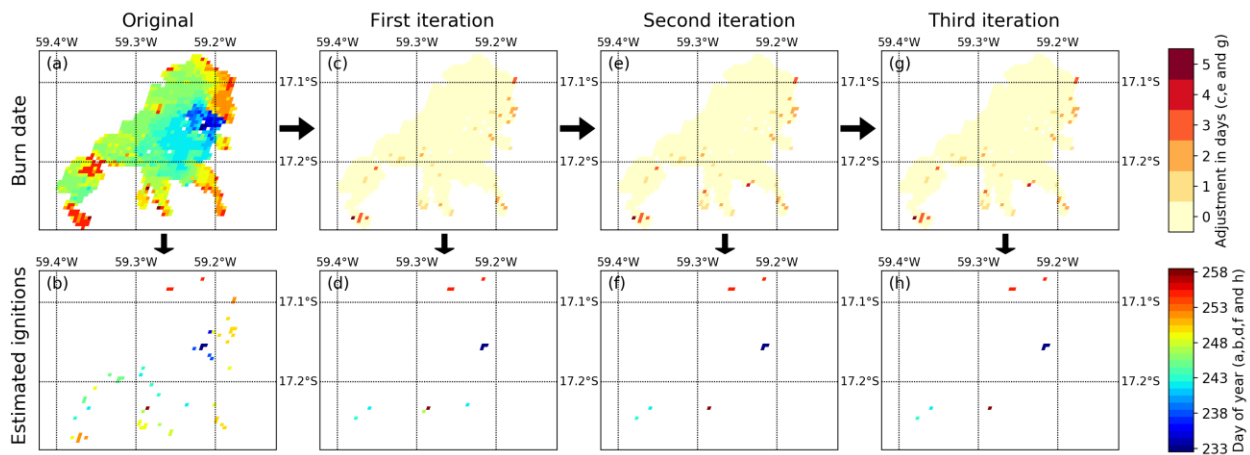 Original
First iteration
Second iteration
Third iteration
59.4°W 59.3°W 59.2°W
59.4°W 59.3°W 59.2°W
59.4°W 59.3°W 59.2°W
59.4°W 59.3°W 59.2°W
Burn date
(a)
17.1°S
17.2°S
(c)
17.1°S
17.2°S
(e)
17.1°S
17.2°S
(g)
17.1°S
17.2°S
5
4
3
2
1
0
Adjustment in days (c,e and g)
59.4°W 59.3°W 59.2°W
59.4°W 59.3°W 59.2°W
59.4°W 59.3°W 59.2°W
59.4°W 59.3°W 59.2°W
Estimated ignitions
(b)
17.1°S
17.2°S
(d)
17.1°S
17.2°S
(f)
17.1°S
17.2°S
(h)
17.1°S
17.2°S
258
253
248
243
238
233
Day of year (a,b,d,f and h)